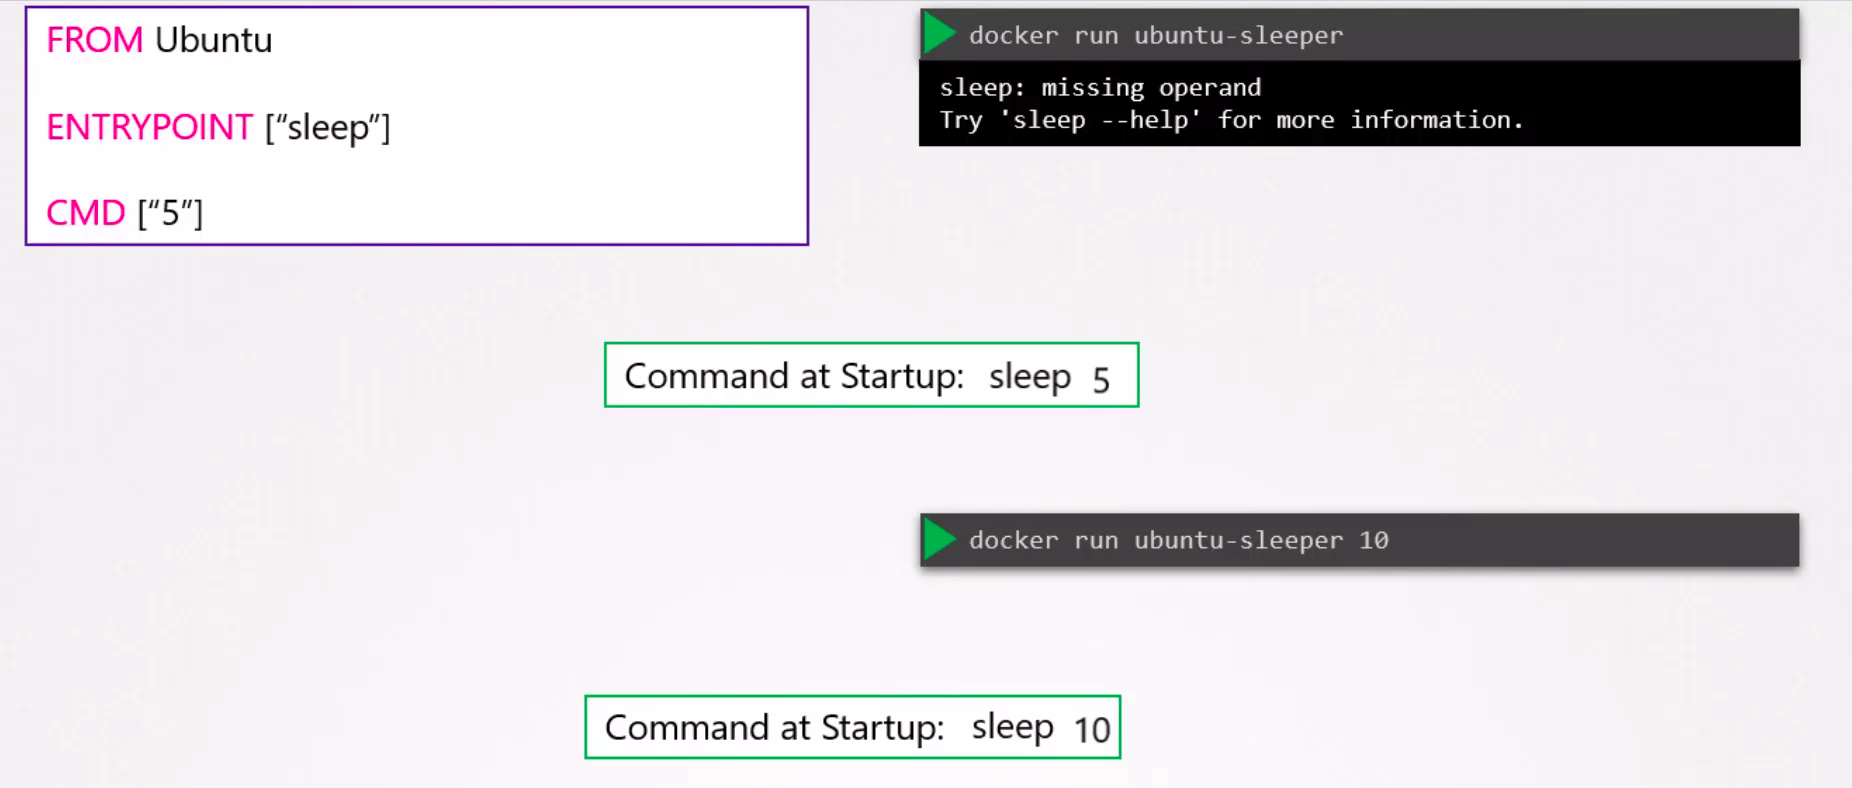 FROM Ubuntu
ENTRYPOINT [“sleep”]
CMD [“5”]
docker run ubuntu-sleeper
sleep: missing operand
Try 'sleep --help' for more information.
Command at Startup: sleep 5
docker run ubuntu-sleeper 10
Command at Startup: sleep 10